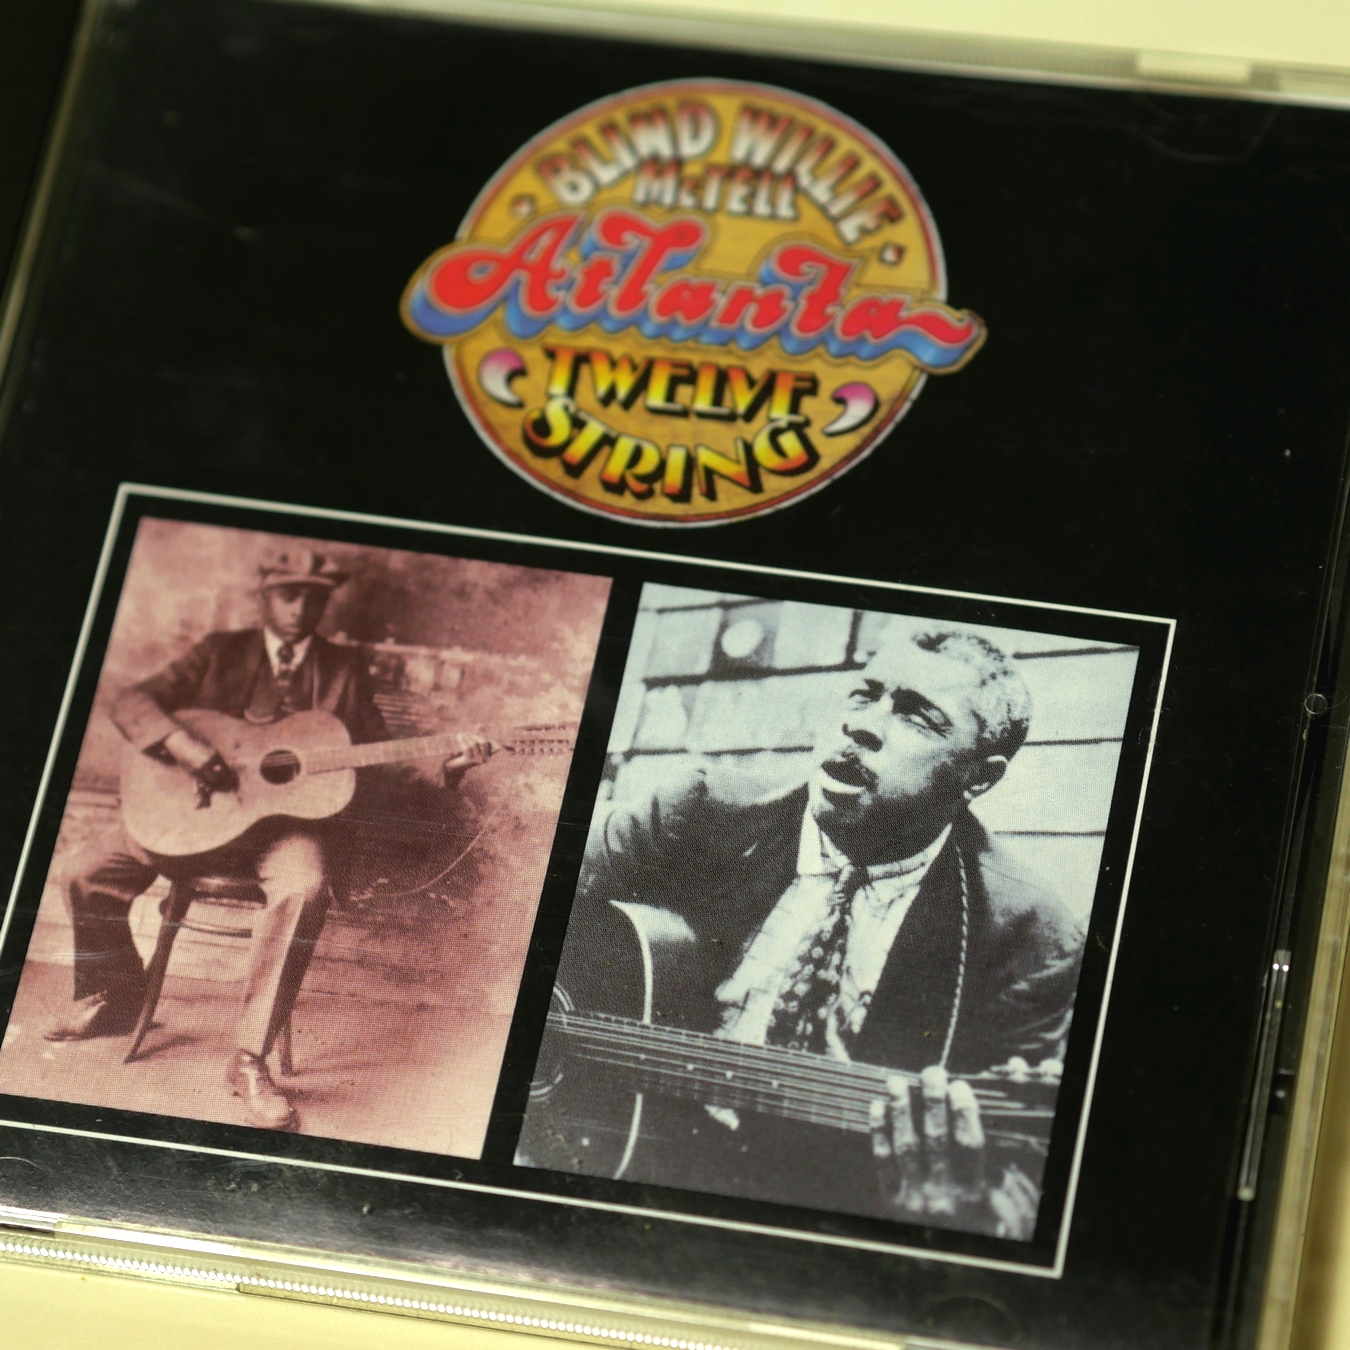 BLIND WILLIE
McTELL
Atlanta
TWELVE
STRING